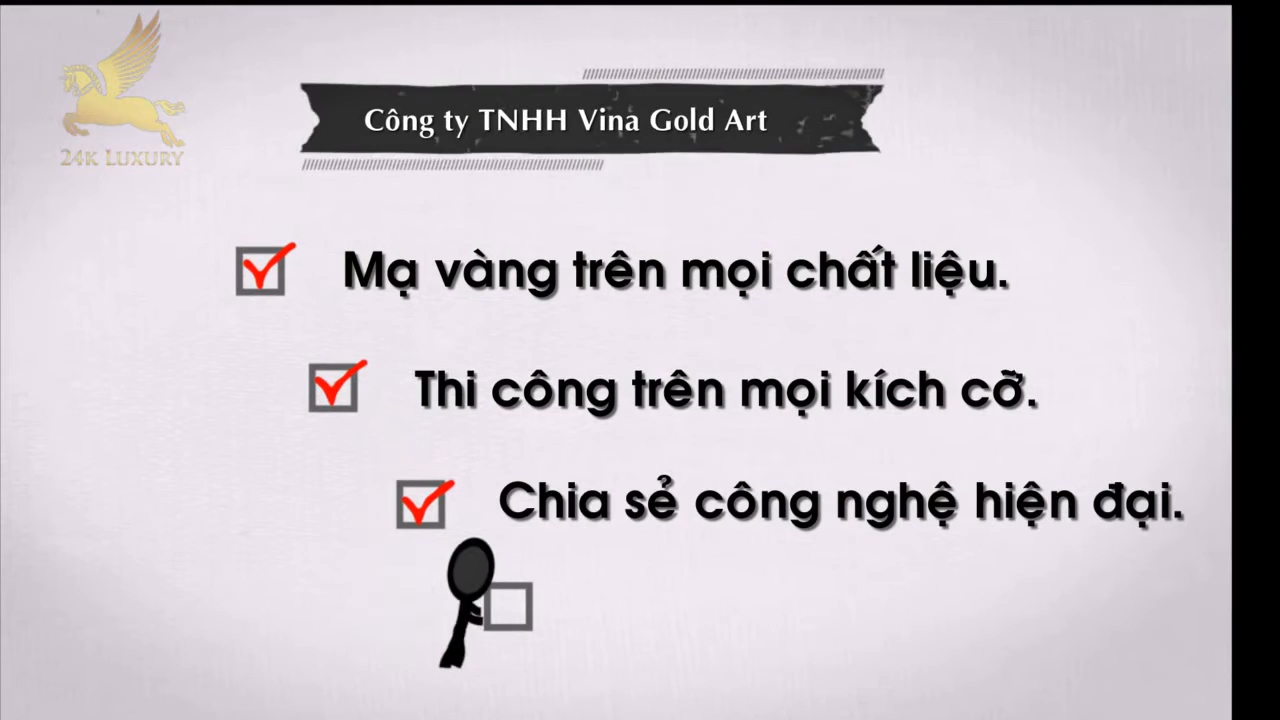 24K LUXURY
Công ty TNHH Vina Gold Art
Mạ vàng trên mọi chất liệu.
Thi công trên mọi kích cỡ.
Chia sẻ công nghệ hiện đại.